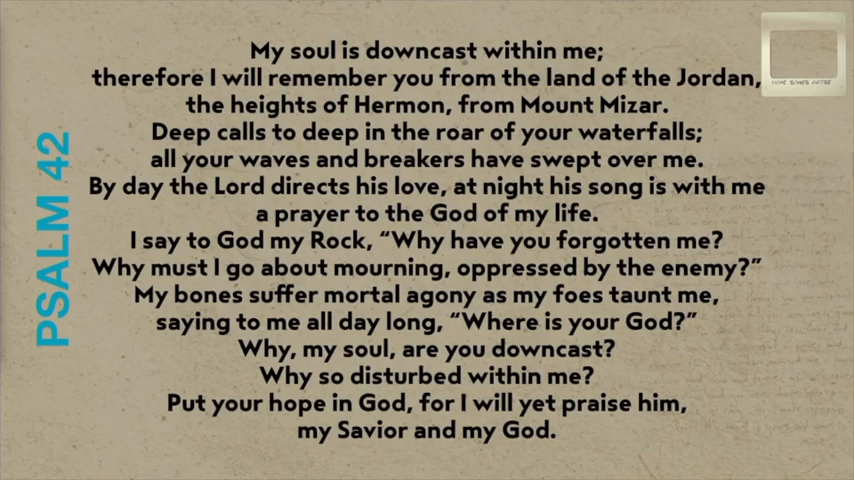 My soul is downcast within me;
therefore I will remember you from the land of the Jordan,
the heights of Hermon, from Mount Mizar.
Deep calls to deep in the roar of your waterfalls;
all your waves and breakers have swept over me.
By day the Lord directs his love, at night his song is with me
a prayer to the God of my life.
I say to God my Rock, “Why have you forgotten me?
Why must I go about mourning, oppressed by the enemy?”
My bones suffer mortal agony as my foes taunt me,
saying to me all day long, “Where is your God?”
Why, my soul, are you downcast?
Why so disturbed within me?
Put your hope in God, for I will yet praise him,
my Savior and my God.
PSALM 42